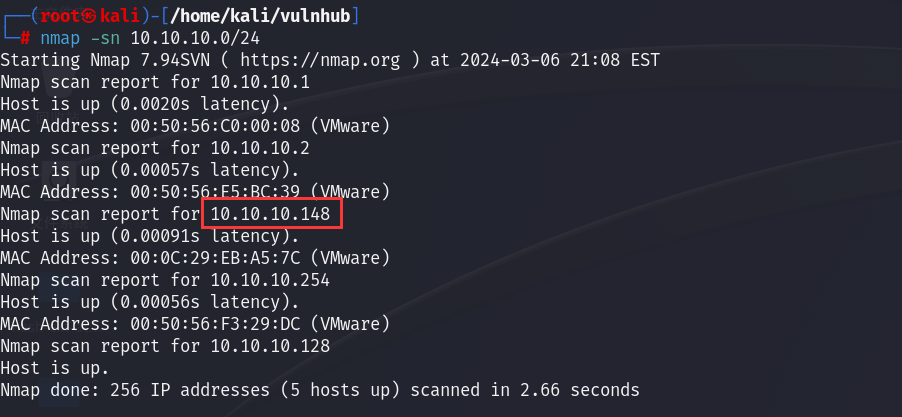 ┌──(root㉿kali)-[/home/kali/vulnhub]
└─# nmap -sn 10.10.10.0/24
Starting Nmap 7.94SVN ( https://nmap.org ) at 2024-03-06 21:08 EST
Nmap scan report for 10.10.10.1
Host is up (0.0020s latency).
MAC Address: 00:50:56:C0:00:08 (VMware)
Nmap scan report for 10.10.10.2
Host is up (0.00057s latency).
MAC Address: 00:50:56:F5:BC:39 (VMware)
Nmap scan report for 10.10.10.148
Host is up (0.00091s latency).
MAC Address: 00:0C:29:EB:A5:7C (VMware)
Nmap scan report for 10.10.10.254
Host is up (0.00056s latency).
MAC Address: 00:50:56:F3:29:DC (VMware)
Nmap scan report for 10.10.10.128
Host is up.
Nmap done: 256 IP addresses (5 hosts up) scanned in 2.66 seconds